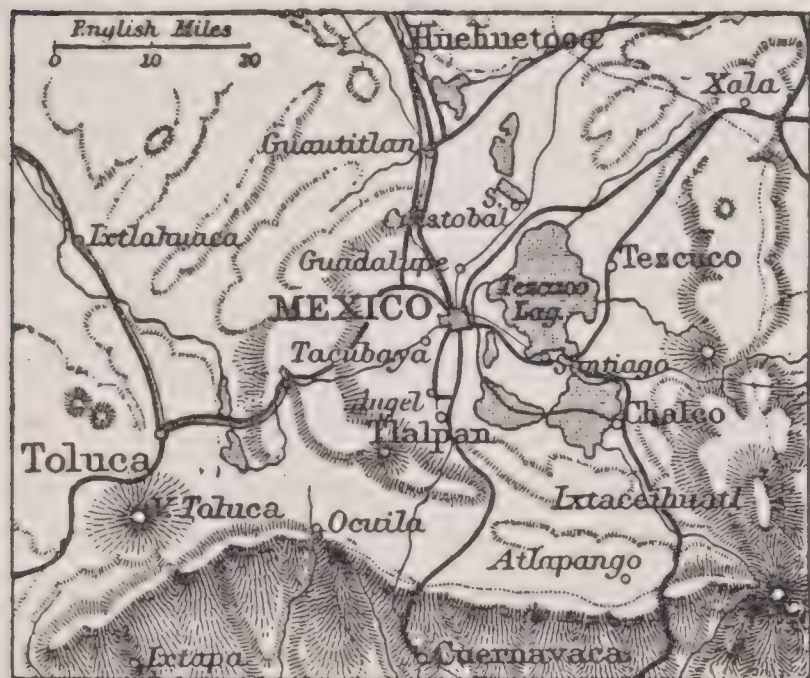 English Miles
0 10 20
Huehuetoca
Xala
Guautitlan
S.
Cristobal
Ixtlahuaca
Guadalupe
Tezcuco
Tezcuco
Lag.
MEXICO
Tacubaya
Santiago
Angel
Chalco
Tlalpan
Toluca
Ixtaccihuatl
V. Toluca
Ocuila
Atlapango
Ixtapa
Cuernavaca